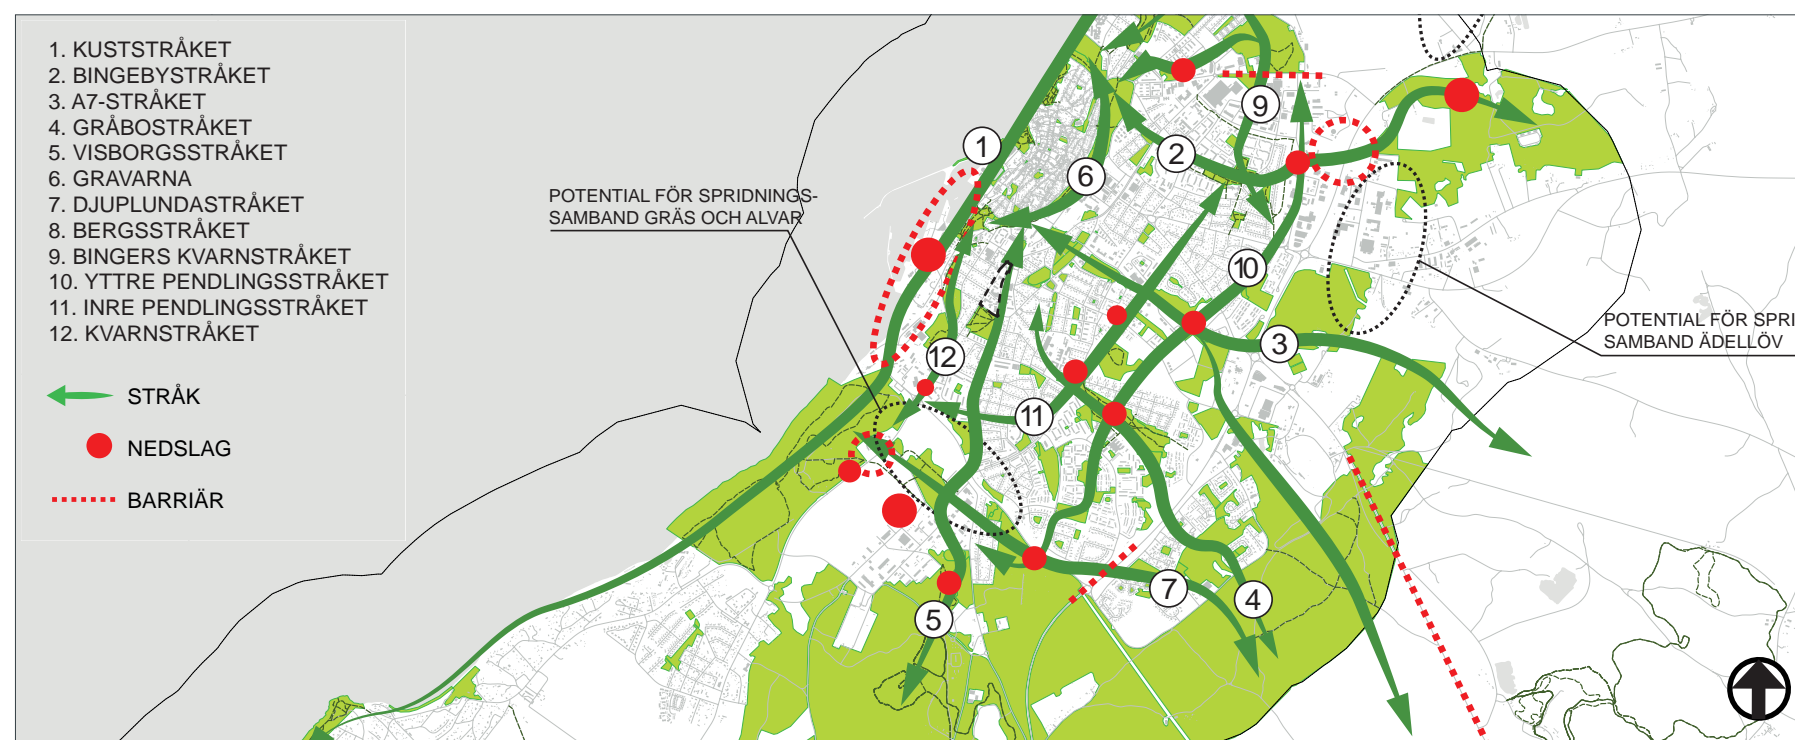 1. KUSTSTRÅKET
2. BINGEBYSTRÅKET
3. A7-STRÅKET
4. GRÅBOSTRÅKET
5. VISBORGSSTRÅKET
6. GRAVARNA
7. DJUPLUNDASTRÅKET
8. BERGSSTRÅKET
9. BINGERS KVARNSTRÅKET
10. YTTRE PENDLINGSSTRÅKET
11. INRE PENDLINGSSTRÅKET
12. KVARNSTRÅKET
STRÅK
NEDSLAG
BARRIÄR
POTENTIAL FÖR SPRIDNINGS-
SAMBAND GRÄS OCH ALVAR
POTENTIAL FÖR SPRI
SAMBAND ÄDELLÖV
1
9
2
6
10
3
12
11
7
4
5